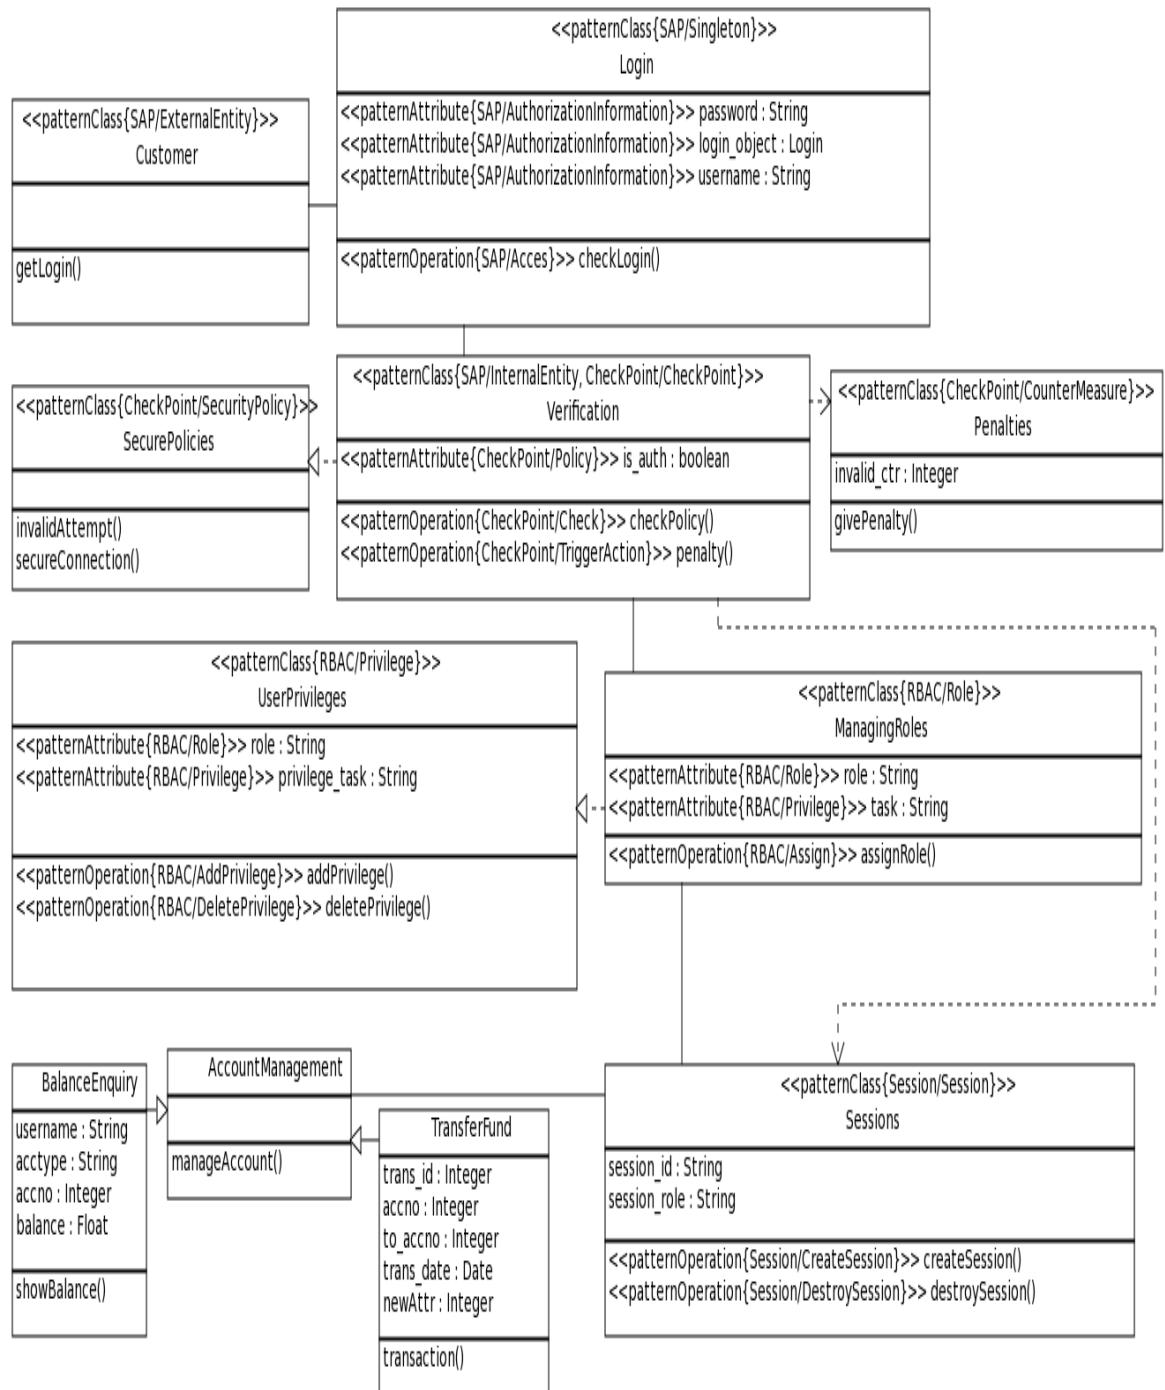 <<patternClass{SAP/Singleton}>>
Login
<<patternAttribute{SAP/AuthorizationInformation}>> password : String
<<patternAttribute{SAP/AuthorizationInformation}>> login_object : Login
<<patternAttribute{SAP/AuthorizationInformation}>> username : String
<<patternOperation{SAP/Acces}>> checkLogin()
<<patternClass{SAP/ExternalEntity}>>
Customer
getLogin()
<<patternClass{CheckPoint/SecurityPolicy}>>
SecurePolicies
invalidAttempt()
secureConnection()
<<patternClass{SAP/InternalEntity, CheckPoint/CheckPoint}>>
Verification
<<patternAttribute{CheckPoint/Policy}>> is_auth : boolean
<<patternOperation{CheckPoint/Check}>> checkPolicy()
<<patternOperation{CheckPoint/TriggerAction}>> penalty()
<<patternClass{CheckPoint/CounterMeasure}>>
Penalties
invalid_ctr : Integer
givePenalty()
<<patternClass{RBAC/Privilege}>>
UserPrivileges
<<patternAttribute{RBAC/Role}>> role : String
<<patternAttribute{RBAC/Privilege}>> privilege_task : String
<<patternOperation{RBAC/AddPrivilege}>> addPrivilege()
<<patternOperation{RBAC/DeletePrivilege}>> deletePrivilege()
<<patternClass{RBAC/Role}>>
ManagingRoles
<<patternAttribute{RBAC/Role}>> role : String
<<patternAttribute{RBAC/Privilege}>> task : String
<<patternOperation{RBAC/Assign}>> assignRole()
BalanceEnquiry
username : String
acctype : String
accno : Integer
balance : Float
showBalance()
AccountManagement
manageAccount()
TransferFund
trans_id : Integer
accno : Integer
to_accno : Integer
trans_date : Date
newAttr : Integer
transaction()
<<patternClass{Session/Session}>>
Sessions
session_id : String
session_role : String
<<patternOperation{Session/CreateSession}>> createSession()
<<patternOperation{Session/DestroySession}>> destroySession()